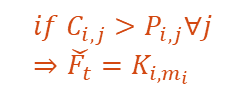 if C_{i,j} > P_{i,j} ∀j
⇒ F̌_t = K_{i,m_i}